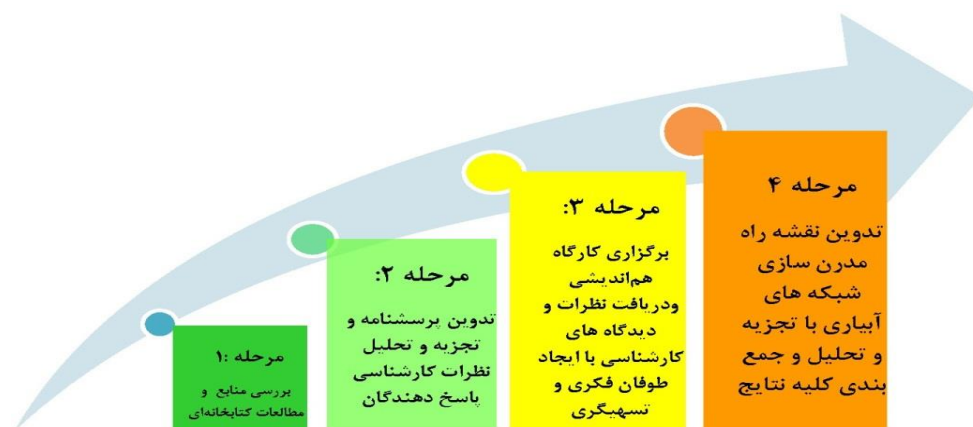 مرحله 1:
بررسی منابع و
مطالعات کتابخانه‌ای
مرحله ۲:
تدوین پرسشنامه و
تجزیه و تحلیل
نظرات کارشناسی
پاسخ دهندگان
مرحله ۳:
برگزاری کارگاه
هم‌اندیشی
ودریافت نظرات و
دیدگاه های
کارشناسی با ایجاد
طوفان فکری و
تسهیگری
مرحله ۴
تدوین نقشه راه
مدرن سازی
شبکه های
آبیاری با تجزیه
و تحلیل و جمع
بندی کلیه نتایج